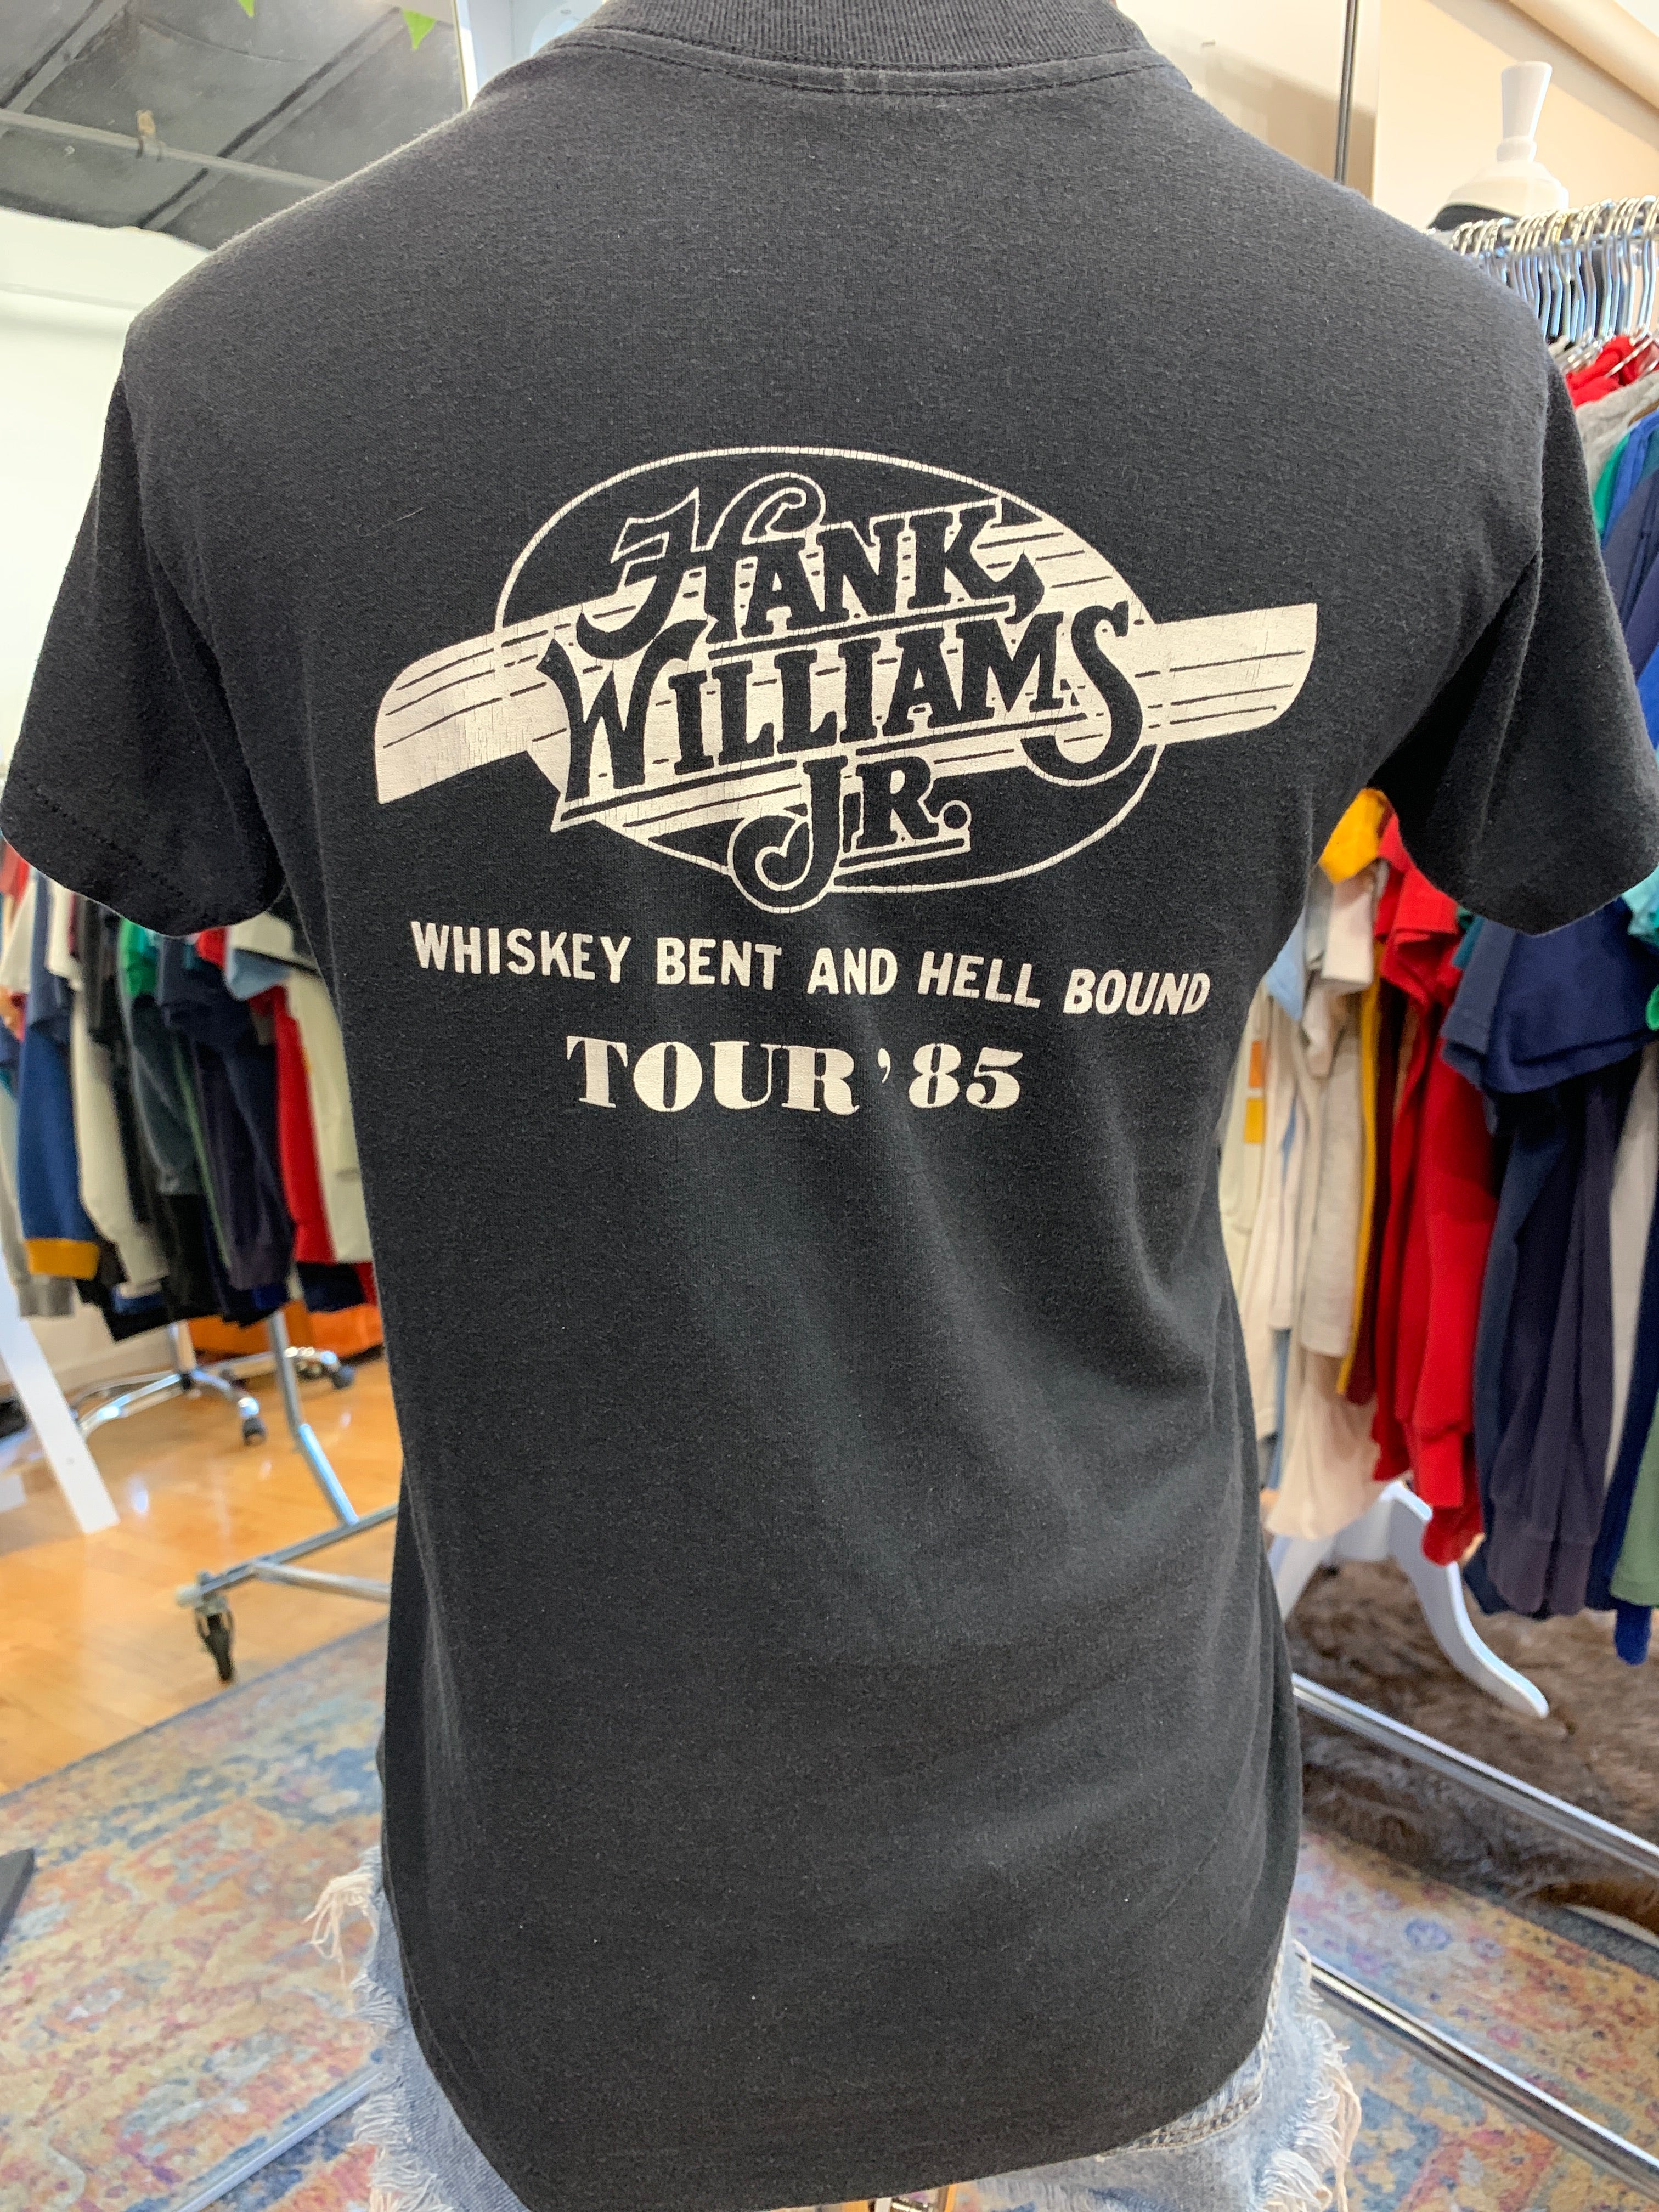 HANK
WILLIAMS
JR.
WHISKEY BENT AND HELL BOUND
TOUR '85